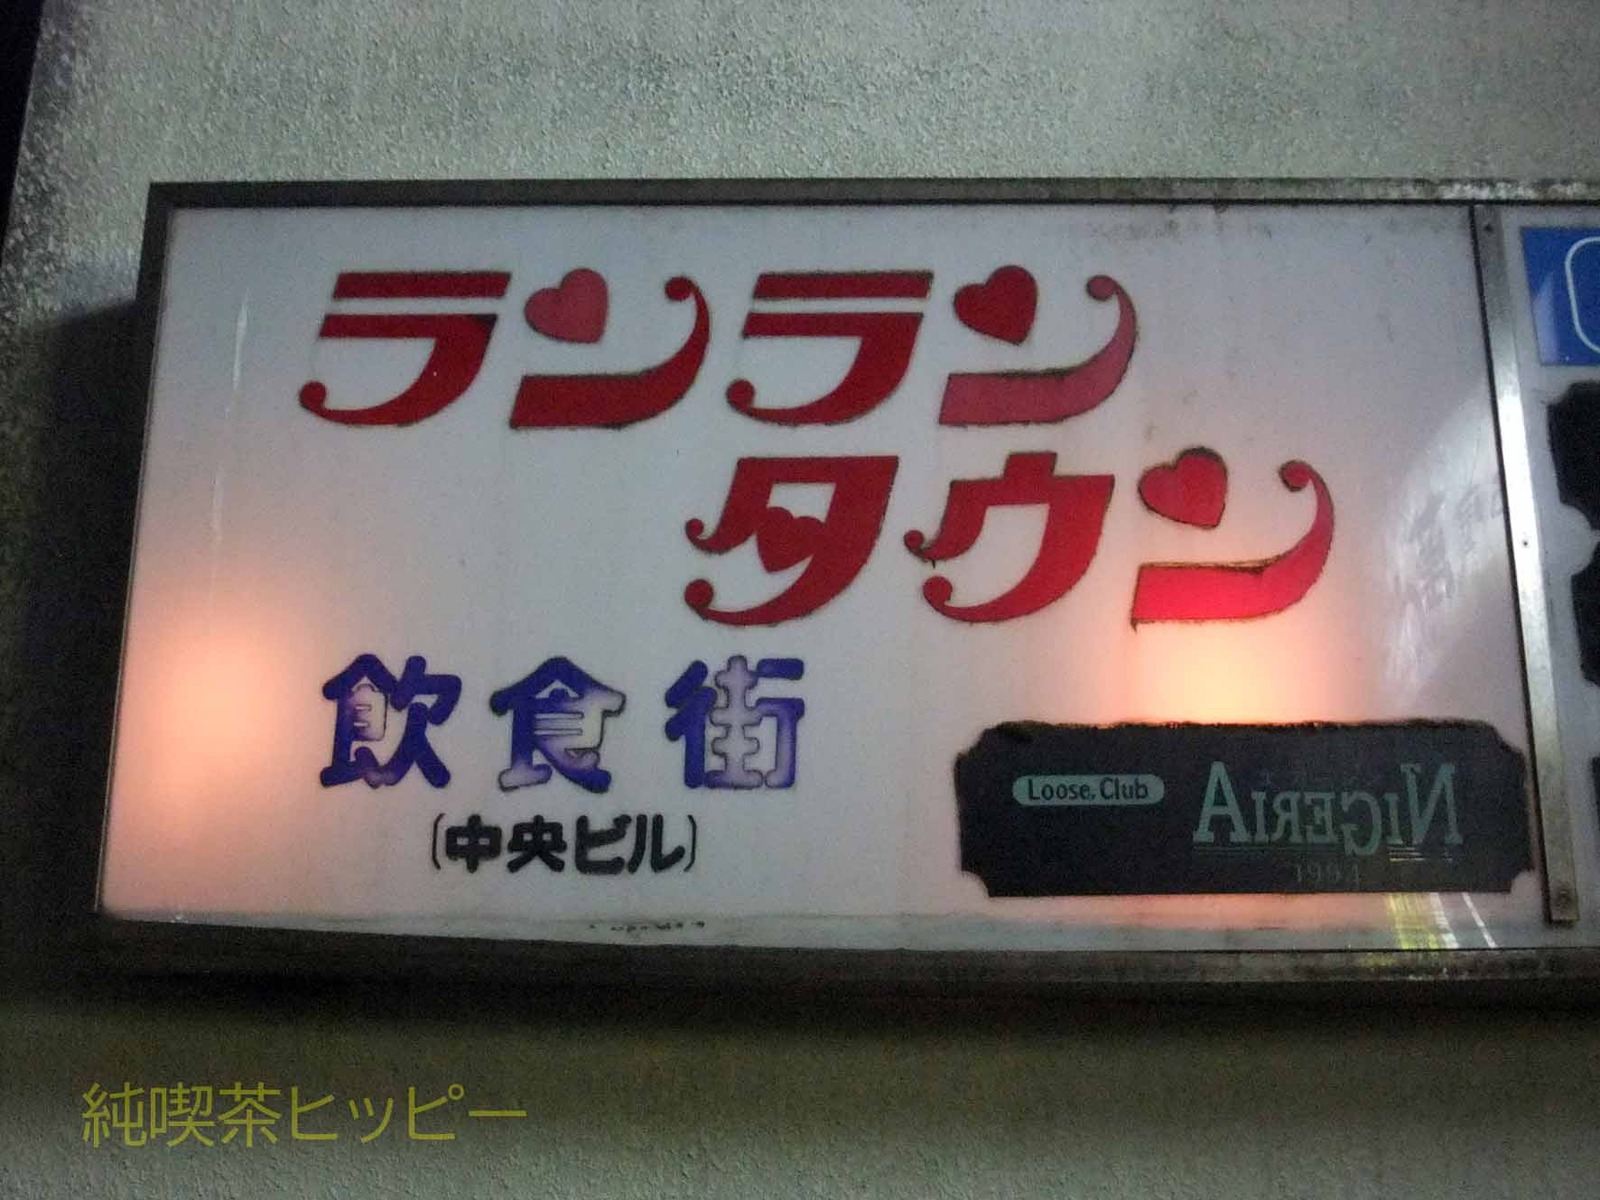 ランラン
タウン
飲食街
(中央ビル)
Loose, Club
NIGERIA
純喫茶ヒッピー